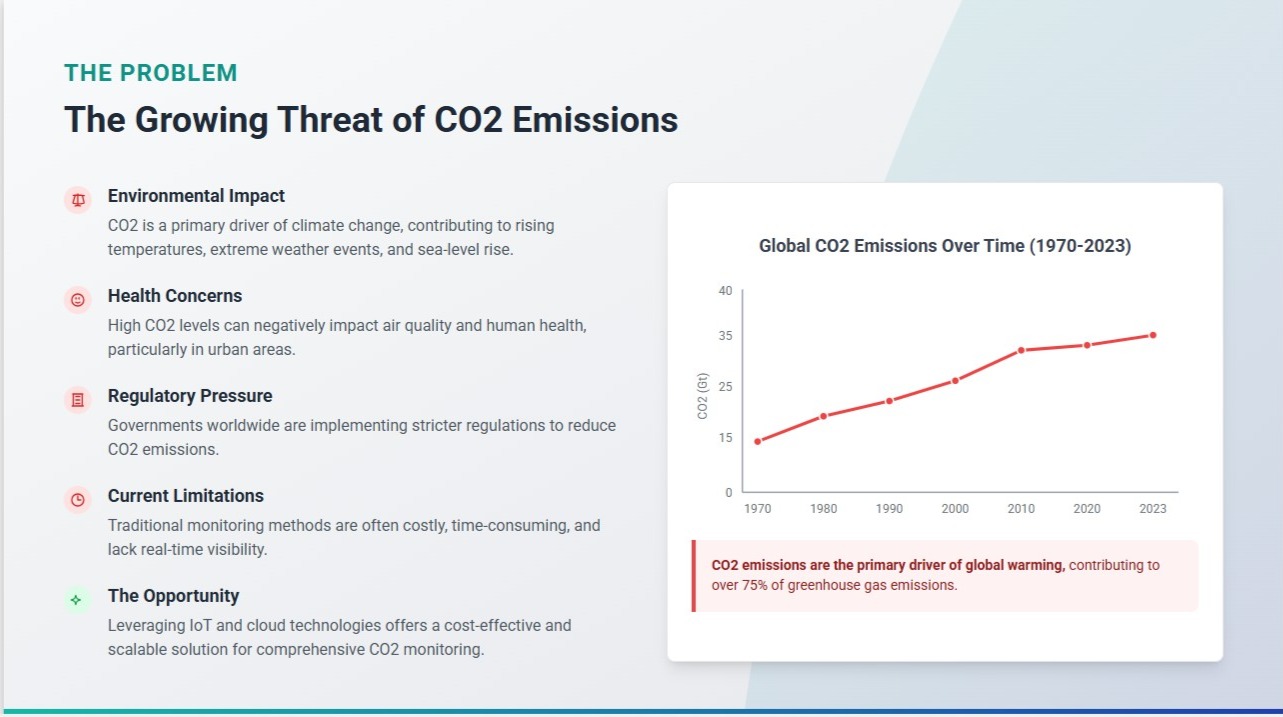 THE PROBLEM
The Growing Threat of CO2 Emissions
Environmental Impact
CO2 is a primary driver of climate change, contributing to rising
temperatures, extreme weather events, and sea-level rise.
Health Concerns
High CO2 levels can negatively impact air quality and human health,
particularly in urban areas.
Regulatory Pressure
Governments worldwide are implementing stricter regulations to reduce
CO2 emissions.
Current Limitations
Traditional monitoring methods are often costly, time-consuming, and
lack real-time visibility.
The Opportunity
Leveraging IoT and cloud technologies offers a cost-effective and
scalable solution for comprehensive CO2 monitoring.
Global CO2 Emissions Over Time (1970-2023)
40
35
25
15
0
CO2 (Gt)
1970 1980 1990 2000 2010 2020 2023
CO2 emissions are the primary driver of global warming, contributing to
over 75% of greenhouse gas emissions.